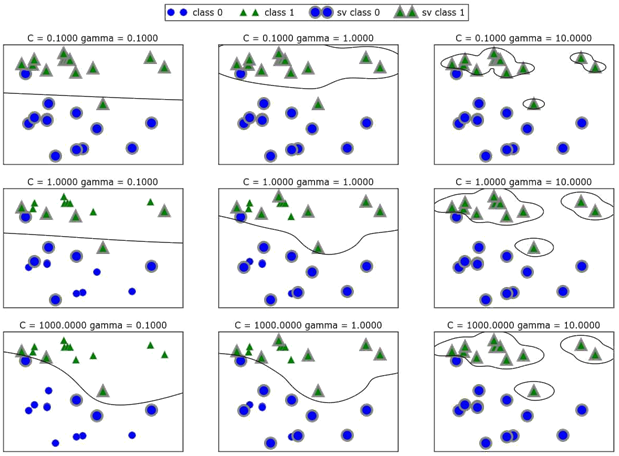 class 0 class 1 sv class 0 sv class 1
C = 0.1000 gamma = 0.1000
C = 0.1000 gamma = 1.0000
C = 0.1000 gamma = 10.0000
C = 1.0000 gamma = 0.1000
C = 1.0000 gamma = 1.0000
C = 1.0000 gamma = 10.0000
C = 1000.0000 gamma = 0.1000
C = 1000.0000 gamma = 1.0000
C = 1000.0000 gamma = 10.0000